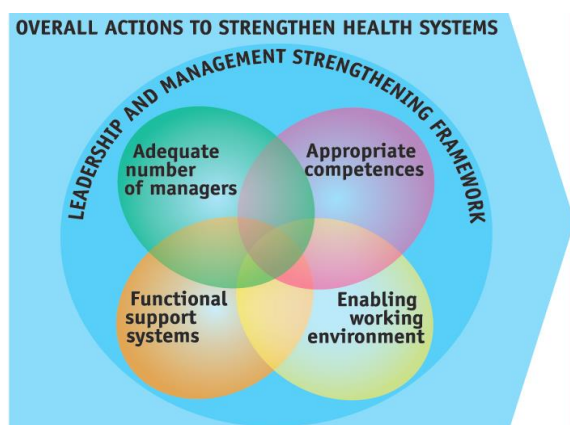 OVERALL ACTIONS TO STRENGTHEN HEALTH SYSTEMS
LEADERSHIP AND MANAGEMENT STRENGTHENING FRAMEWORK
Adequate
number
of managers
Appropriate
competences
Functional
support
systems
Enabling
working
environment